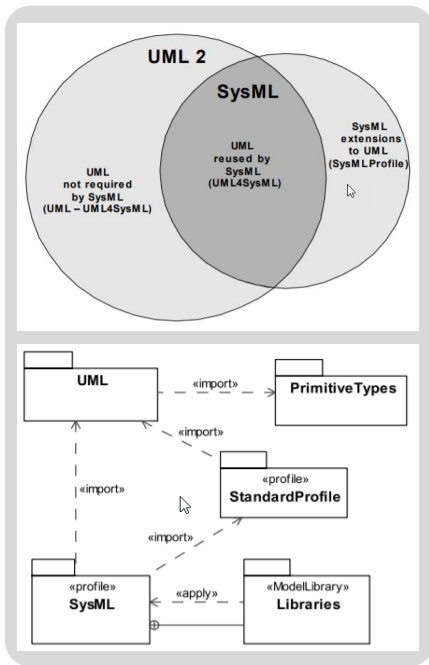 UML 2
SysML
UML
not required
by SysML
(UML – UML4SysML)
UML
reused by
SysML
(UML4SysML)
SysML
extensions
to UML
(SysMLProfile)
UML
«import»
PrimitiveTypes
«import»
«profile»
StandardProfile
«import»
«import»
«profile»
SysML
«apply»
«ModelLibrary»
Libraries